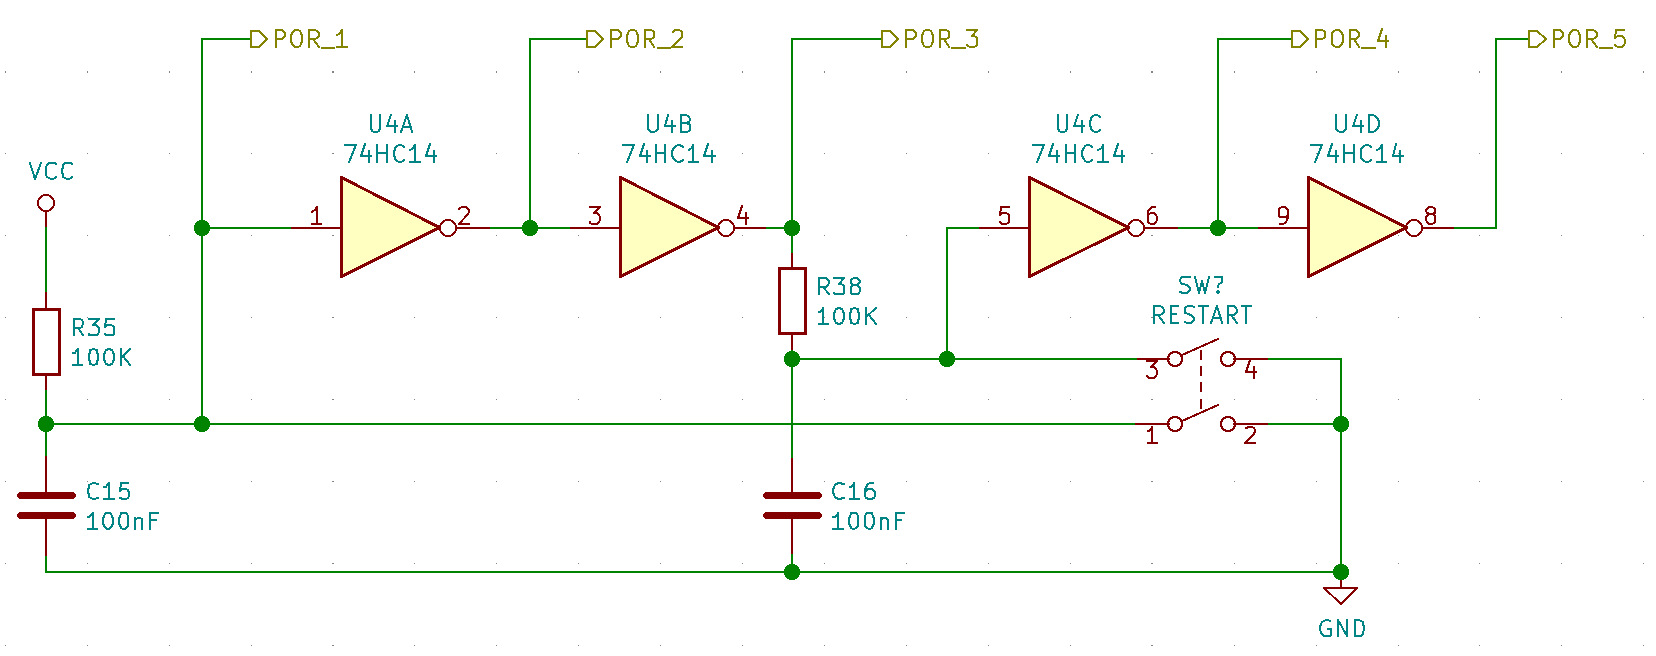 POR_1
POR_2
POR_3
POR_4
POR_5
U4A
74HC14
U4B
74HC14
U4C
74HC14
U4D
74HC14
VCC
1
2
3
4
5
6
9
8
SW?
RESTART
R38
100K
R35
100K
3
4
1
2
C15
100nF
C16
100nF
GND